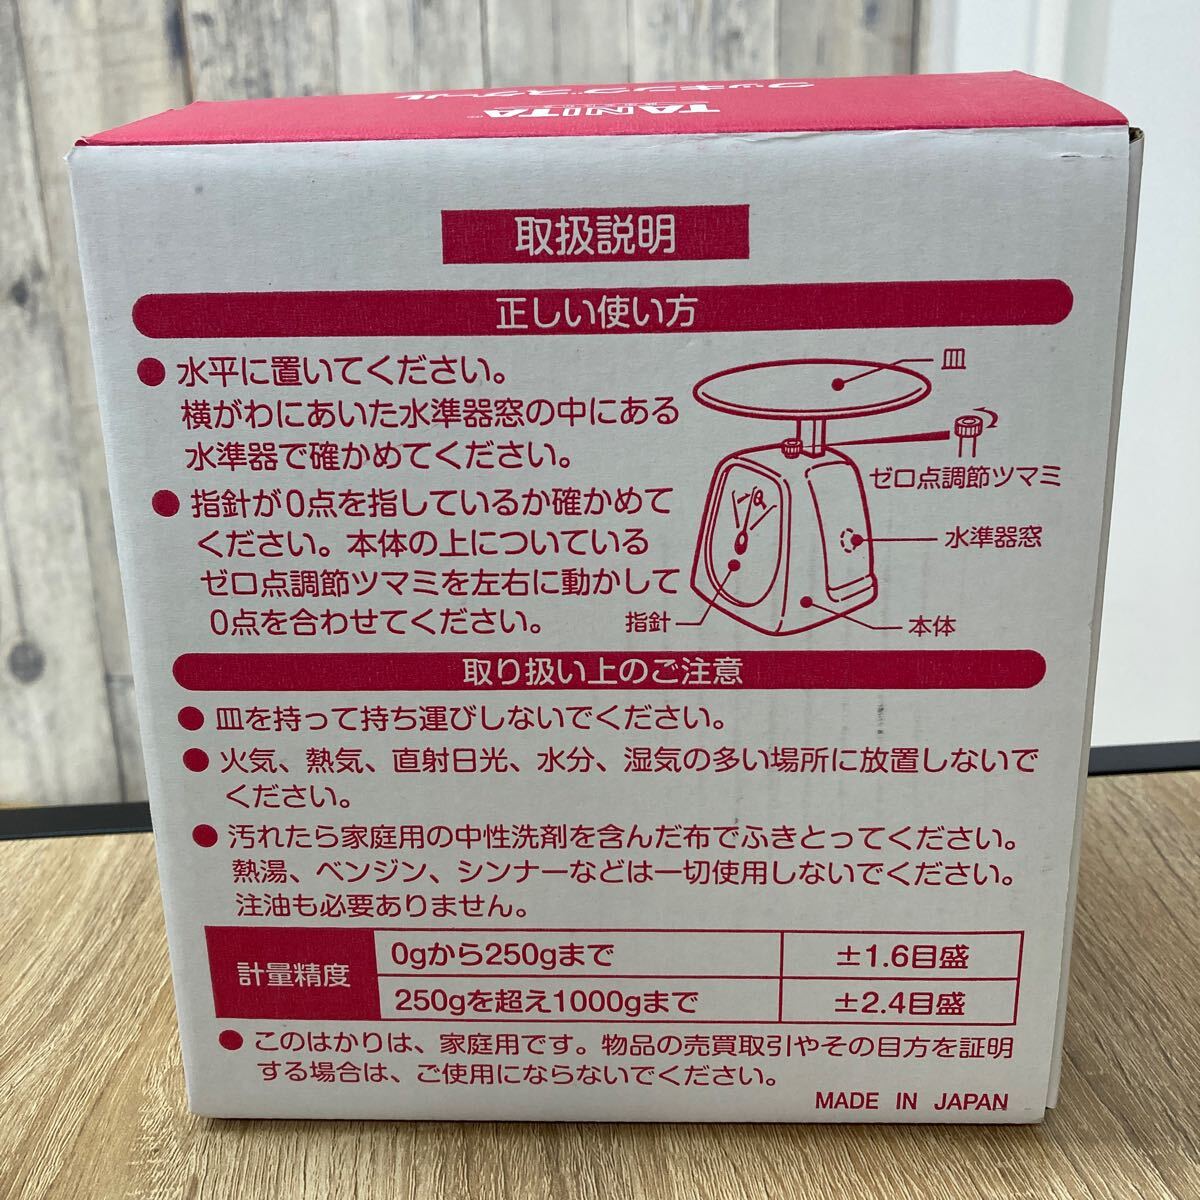 TANITA
クッキングスケール
取扱説明
正しい使い方
● 水平に置いてください。
横がわにあいた水準器窓の中にある
水準器で確かめてください。
● 指針が0点を指しているか確かめて
ください。本体の上についている
ゼロ点調節ツマミを左右に動かして
0点を合わせてください。
皿
ゼロ点調節ツマミ
水準器窓
指針
本体
取り扱い上のご注意
● 皿を持って持ち運びしないでください。
● 火気、熱気、直射日光、水分、湿気の多い場所に放置しないで
ください。
● 汚れたら家庭用の中性洗剤を含んだ布でふきとってください。
熱湯、ベンジン、シンナーなどは一切使用しないでください。
注油も必要ありません。
計量精度
0gから250gまで ±1.6目盛
250gを超え1000gまで ±2.4目盛
● このはかりは、家庭用です。物品の売買取引やその目方を証明
する場合は、ご使用にならないでください。
MADE IN JAPAN